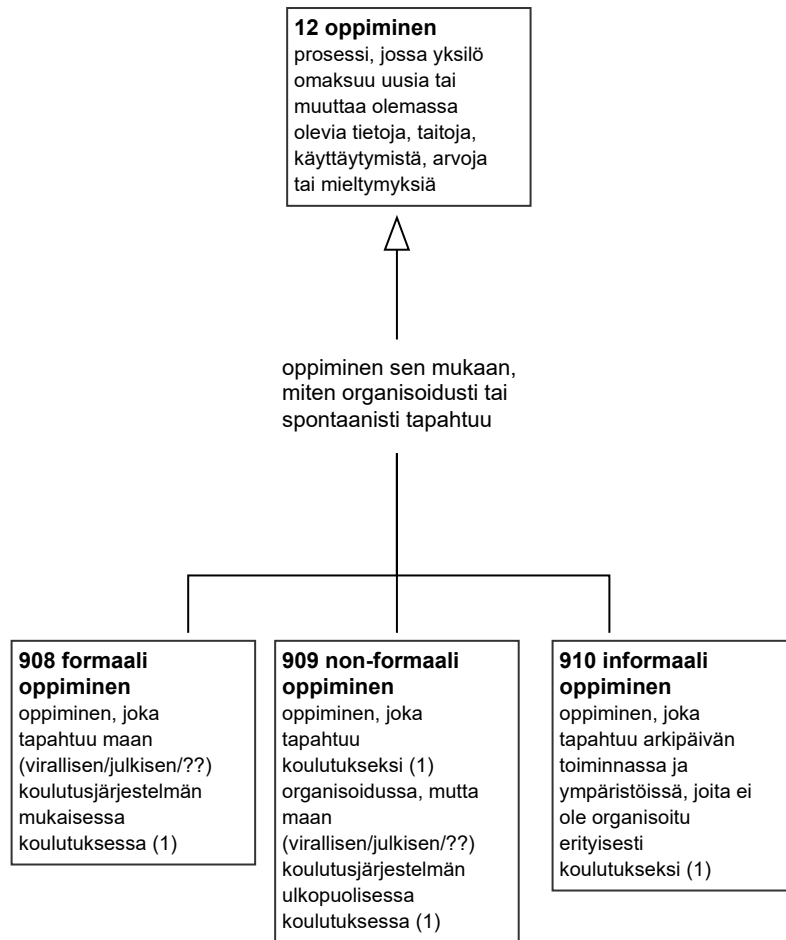 12 oppiminen
prosessi, jossa yksilö
omaksuu uusia tai
muuttaa olemassa
olevia tietoja, taitoja,
käyttäytymistä, arvoja
tai mieltymyksiä
oppiminen sen mukaan,
miten organisoidusti tai
spontaanisti tapahtuu
908 formaali
oppiminen
oppiminen, joka
tapahtuu maan
(virallisen/julkisen/??)
koulutusjärjestelmän
mukaisessa
koulutuksessa (1)
909 non-formaali
oppiminen
oppiminen, joka
tapahtuu
koulutukseksi (1)
organisoidussa, mutta
maan
(virallisen/julkisen/??)
koulutusjärjestelmän
ulkopuolisessa
koulutuksessa (1)
910 informaali
oppiminen
oppiminen, joka
tapahtuu arkipäivän
toiminnassa ja
ympäristöissä, joita ei
ole organisoitu
erityisesti
koulutukseksi (1)